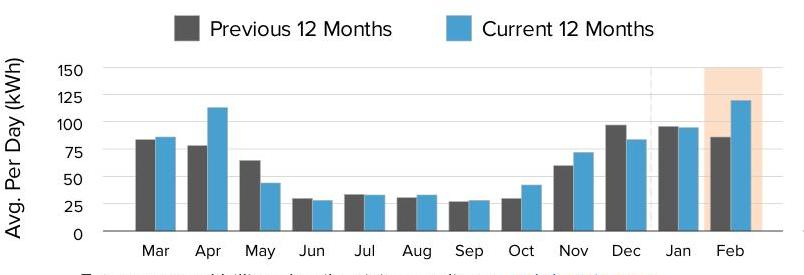 Previous 12 Months Current 12 Months
Avg. Per Day (kWh)
150
125
100
75
50
25
0
Mar Apr May Jun Jul Aug Sep Oct Nov Dec Jan Feb